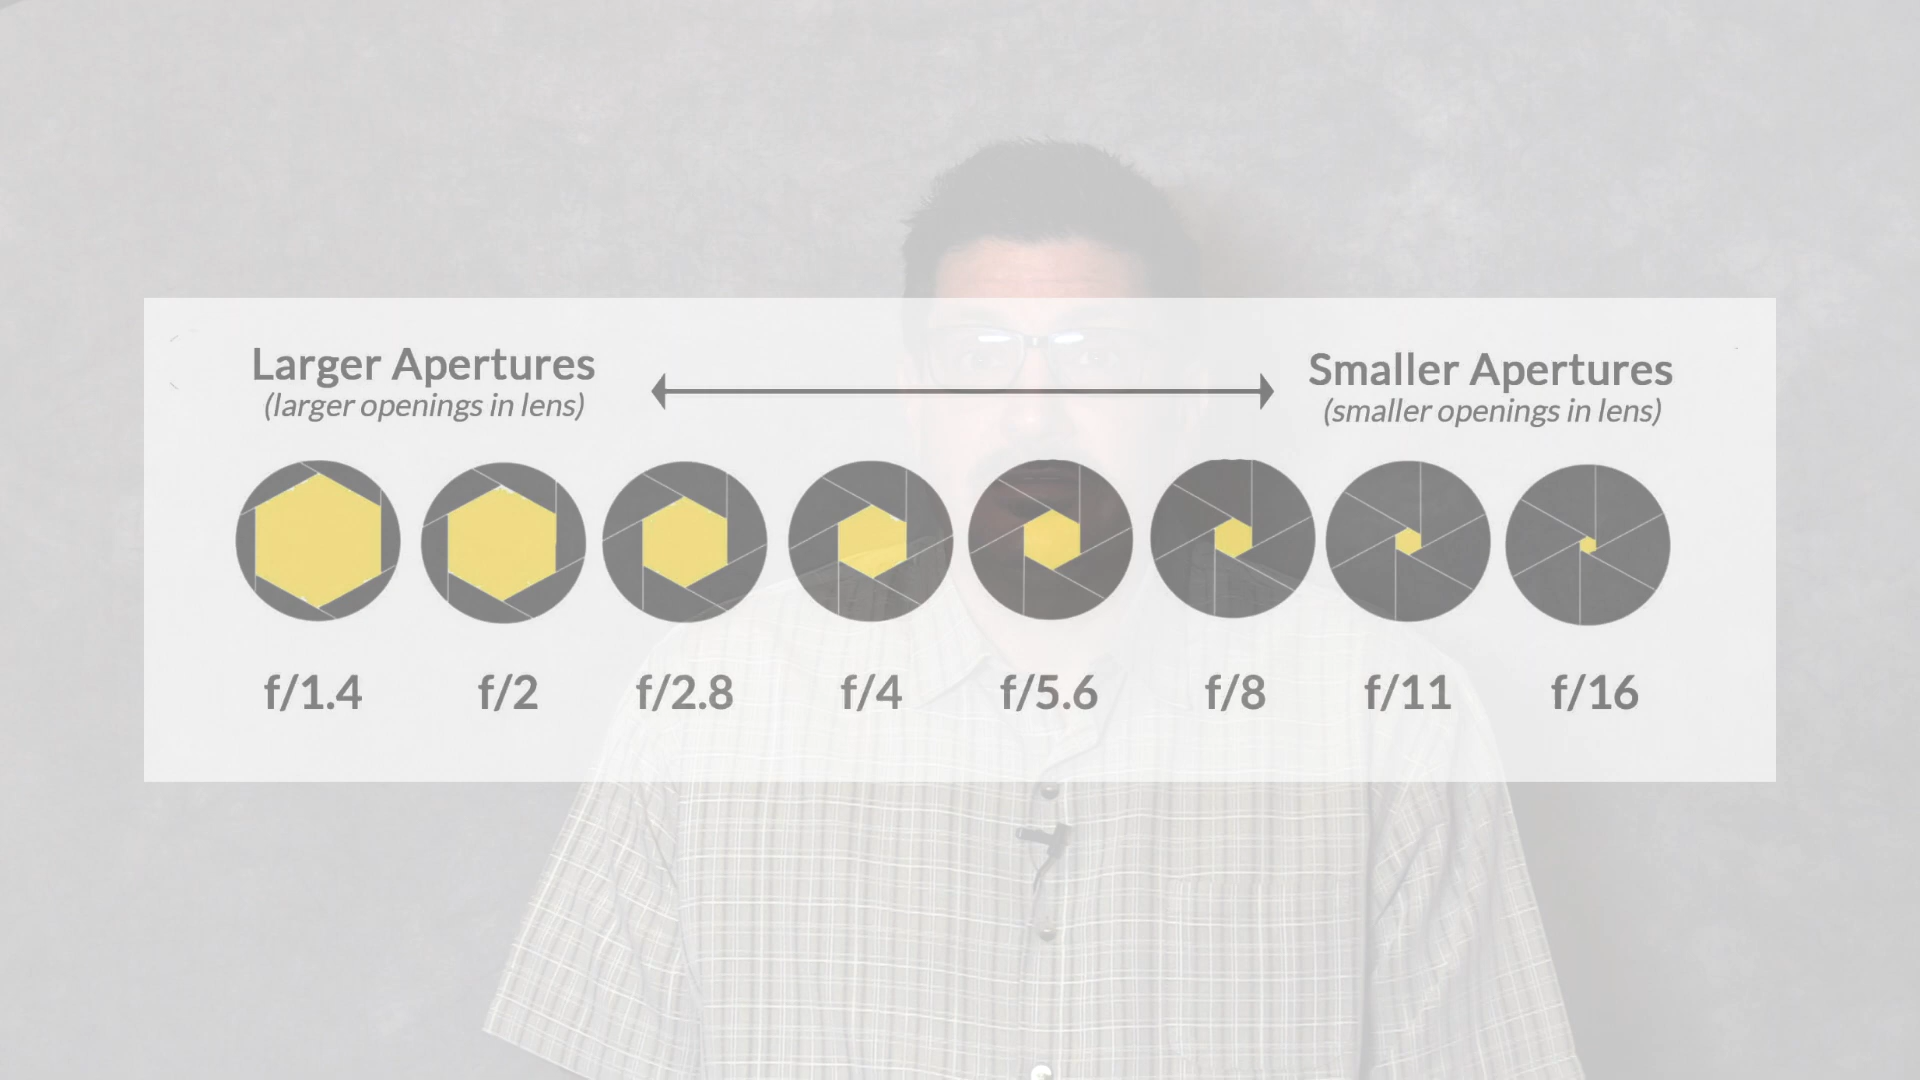 Larger Apertures
(larger openings in lens)
Smaller Apertures
(smaller openings in lens)
f/1.4 f/2 f/2.8 f/4 f/5.6 f/8 f/11 f/16